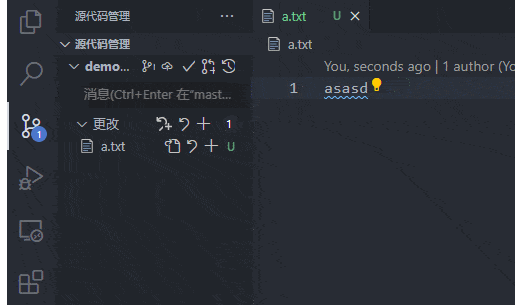 源代码管理
源代码管理
demo...
消息(Ctrl+Enter 在"mast...
更改 1
a.txt U
1
a.txt U
a.txt
You, seconds ago | 1 author (Yo
1 asasd